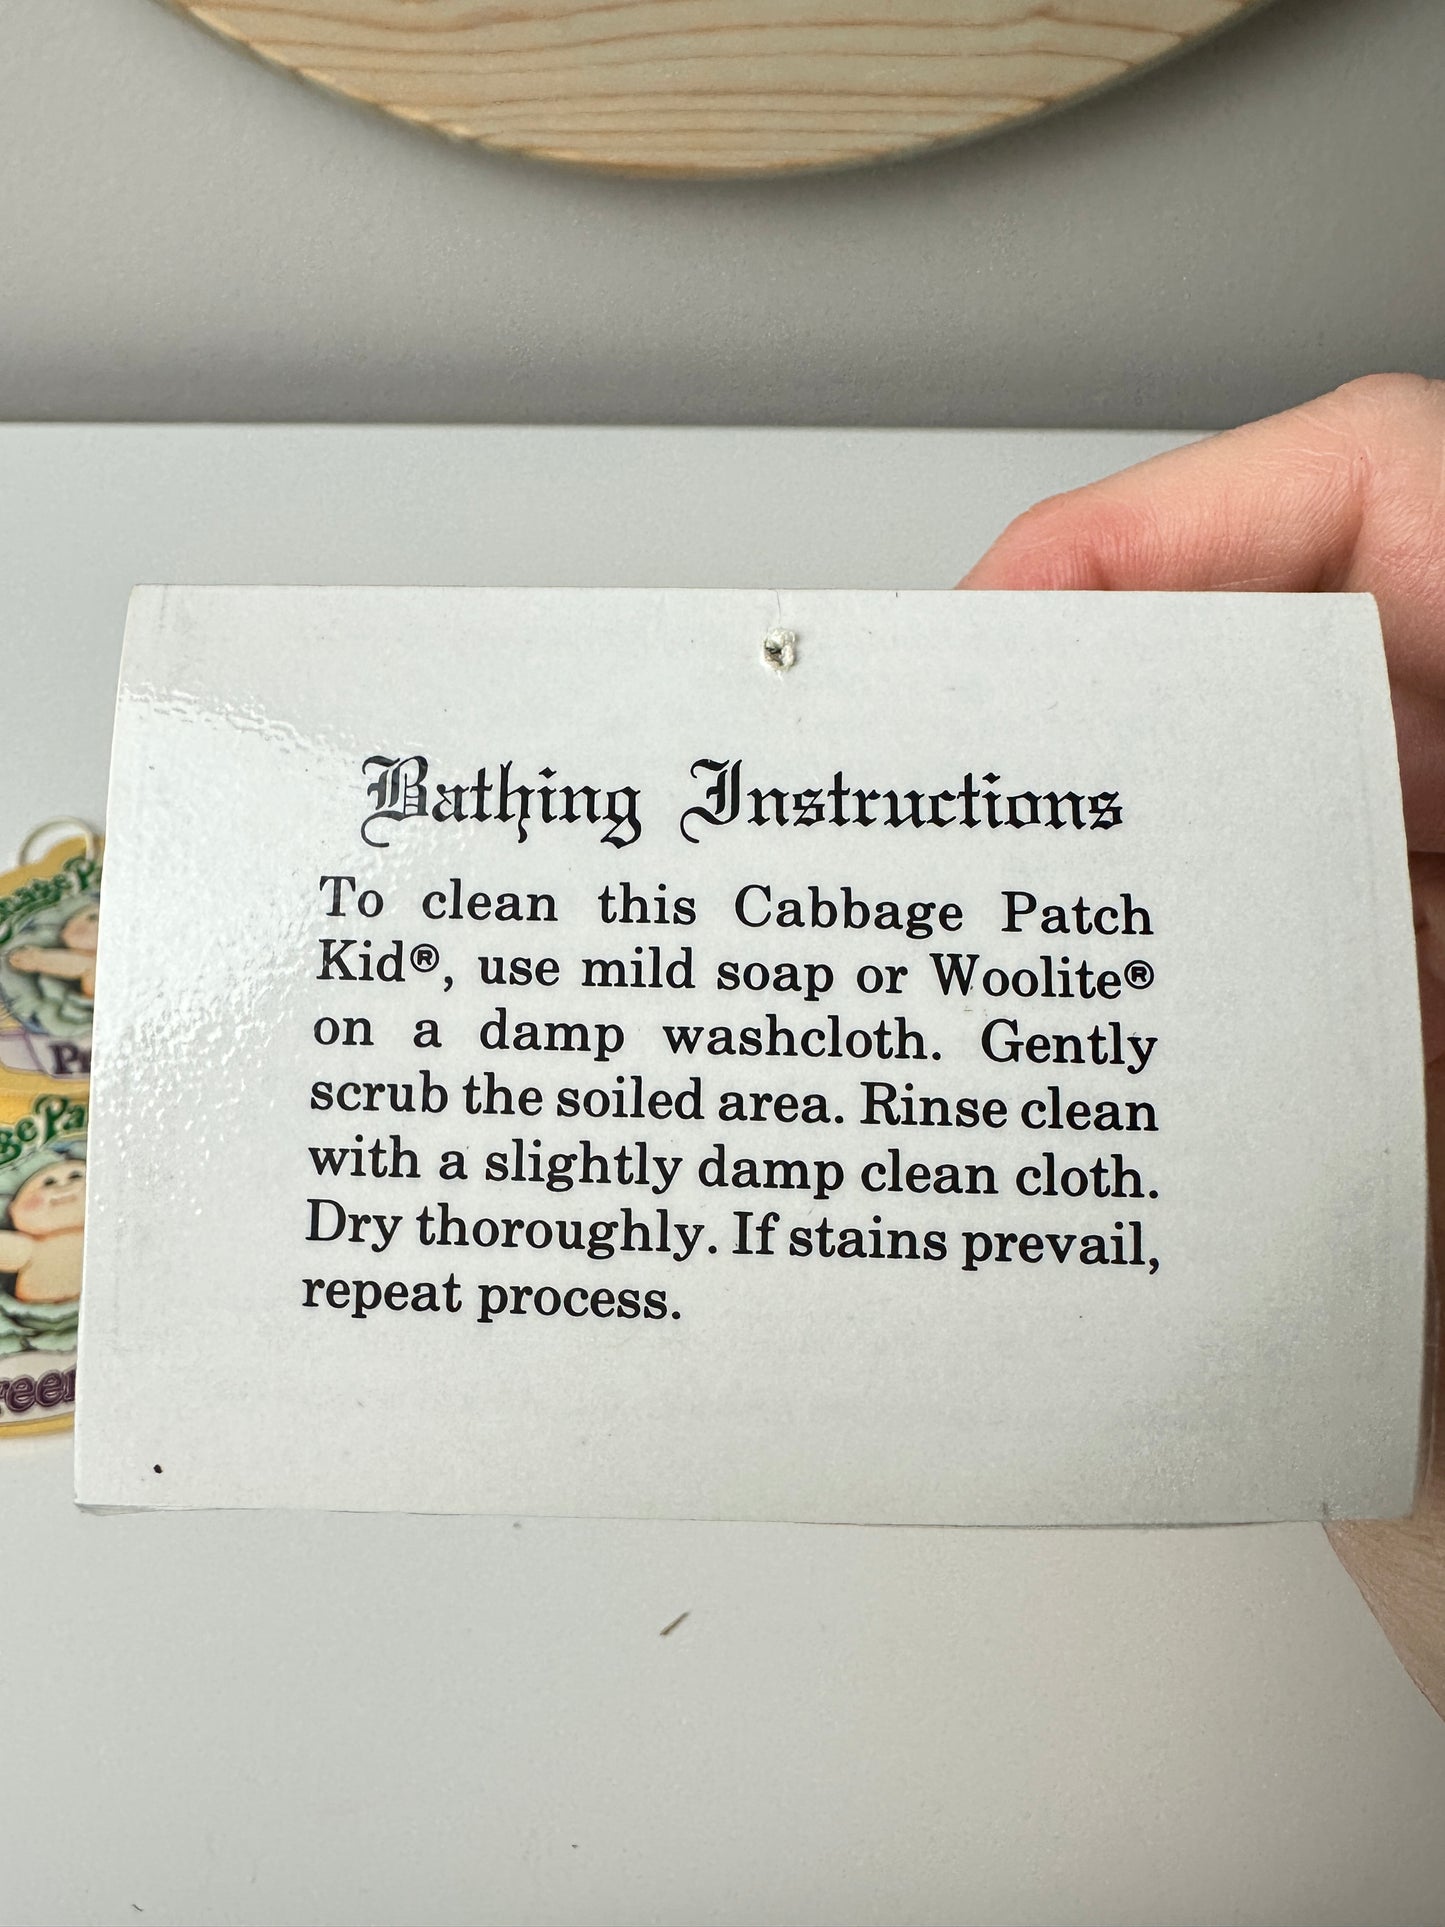 Bathing Instructions
To clean this Cabbage Patch
Kid®, use mild soap or Woolite®
on a damp washcloth. Gently
scrub the soiled area. Rinse clean
with a slightly damp clean cloth.
Dry thoroughly. If stains prevail,
repeat process.